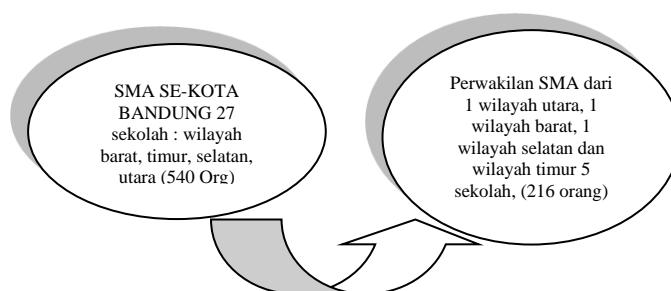 SMA SE-KOTA
BANDUNG 27
sekolah : wilayah
barat, timur, selatan,
utara (540 Org)
Perwakilan SMA dari
1 wilayah utara, 1
wilayah barat, 1
wilayah selatan dan
wilayah timur 5
sekolah, (216 orang)